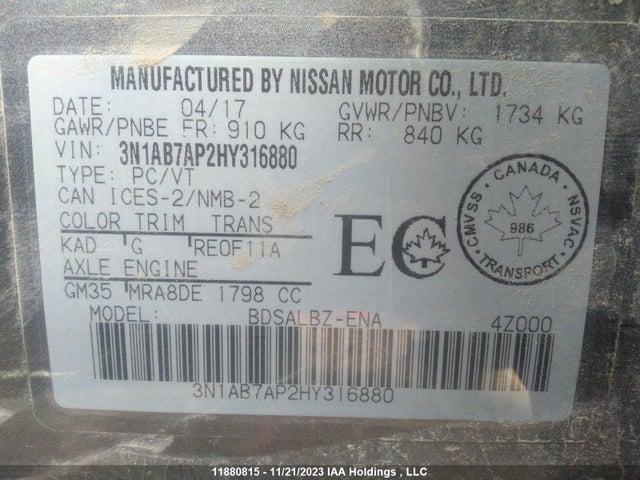 MANUFACTURED BY NISSAN MOTOR CO., LTD.
DATE: 04/17 GVWR/PNBV: 1734 KG
GAWR/PNBE FR: 910 KG RR: 840 KG
VIN: 3N1AB7AP2HY316880
TYPE: PC/VT
CAN ICES-2/NMB-2
COLOR TRIM TRANS
KAD G RE0F11A
AXLE ENGINE
GM35 MRA8DE 1798 CC
EC
CANADA
CMVSS NSVAC
986
TRANSPORT
MODEL: BDSALBZ-ENA 4Z000
3N1AB7AP2HY316880
11880815 - 11/21/2023 IAA Holdings , LLC